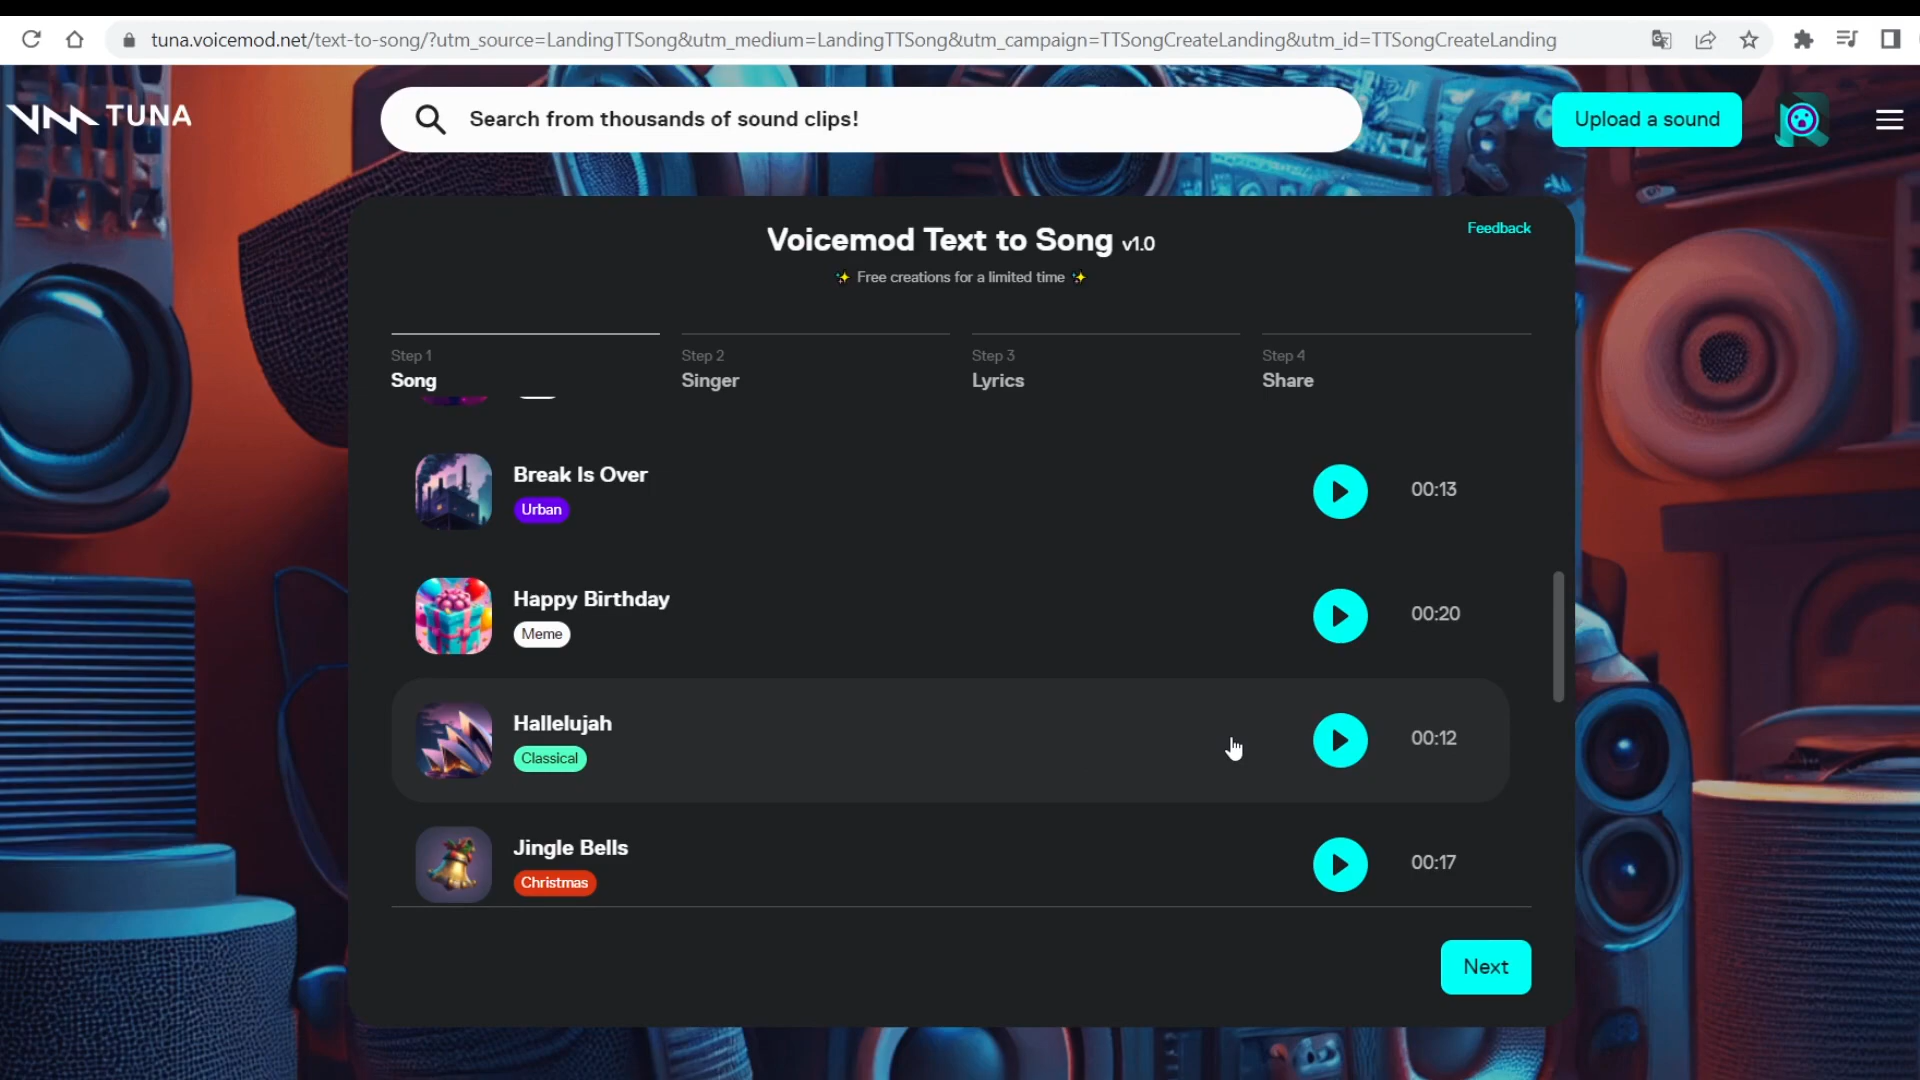 tuna.voicemod.net/text-to-song/?utm_source=LandingTTSong&utm_medium=LandingTTSong&utm_campaign=TTSongCreateLanding&utm_id=TTSongCreateLanding
VM TUNA
Search from thousands of sound clips!
Upload a sound
Voicemod Text to Song v1.0
Feedback
✨ Free creations for a limited time ✨
Step 1
Song
Step 2
Singer
Step 3
Lyrics
Step 4
Share
Break Is Over
Urban
00:13
Happy Birthday
Meme
00:20
Hallelujah
Classical
00:12
Jingle Bells
Christmas
00:17
Next